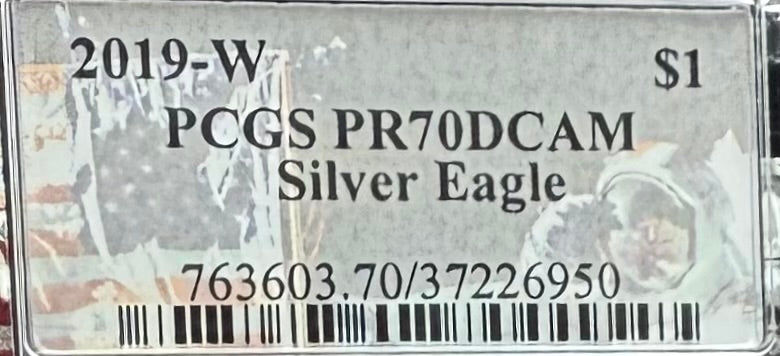 2019-W $1
PCGS PR70DCAM
Silver Eagle
763603.70/37226950